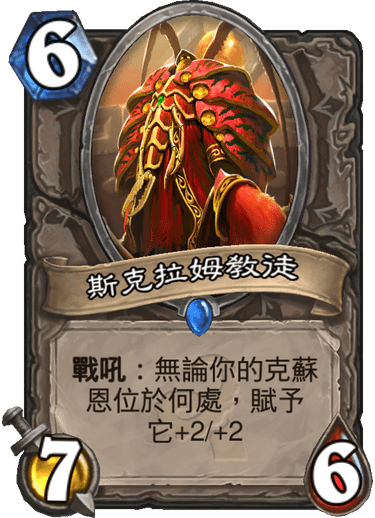 6
斯克拉姆教徒
戰吼：無論你的克蘇
恩位於何處，賦予
它+2/+2
7
6